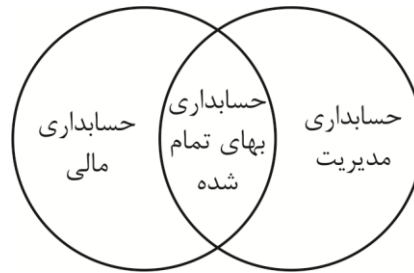 حسابداری
مدیریت
حسابداری
بهای تمام
شده
حسابداری
مالی